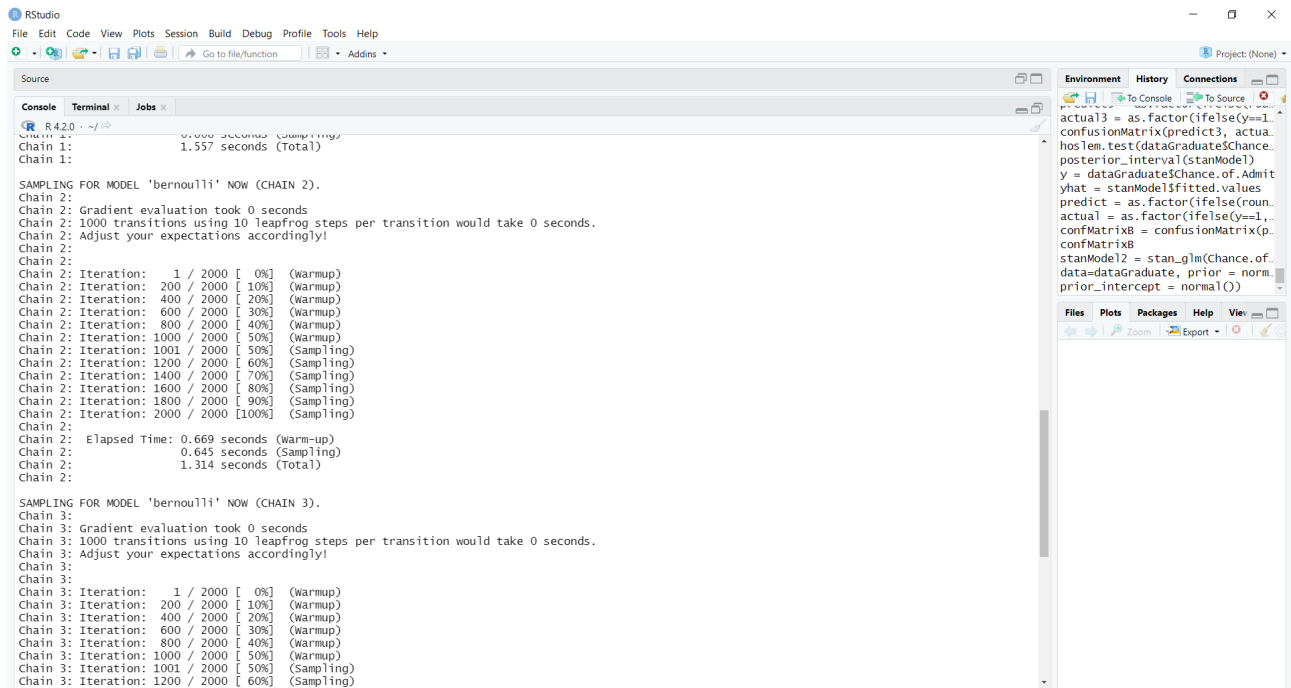 RStudio
File Edit Code View Plots Session Build Debug Profile Tools Help
Go to file/function Addins Project: (None)
Source
Console Terminal Jobs
R 4.2.0 · ~/
Chain 1: (Sampling)
Chain 1:                1.557 seconds (Total)
Chain 1:
SAMPLING FOR MODEL 'bernoulli' NOW (CHAIN 2).
Chain 2:
Chain 2: Gradient evaluation took 0 seconds
Chain 2: 1000 transitions using 10 leapfrog steps per transition would take 0 seconds.
Chain 2: Adjust your expectations accordingly!
Chain 2:
Chain 2:
Chain 2: Iteration:    1 / 2000 [  0%]  (Warmup)
Chain 2: Iteration:  200 / 2000 [ 10%]  (Warmup)
Chain 2: Iteration:  400 / 2000 [ 20%]  (Warmup)
Chain 2: Iteration:  600 / 2000 [ 30%]  (Warmup)
Chain 2: Iteration:  800 / 2000 [ 40%]  (Warmup)
Chain 2: Iteration: 1000 / 2000 [ 50%]  (Warmup)
Chain 2: Iteration: 1001 / 2000 [ 50%]  (Sampling)
Chain 2: Iteration: 1200 / 2000 [ 60%]  (Sampling)
Chain 2: Iteration: 1400 / 2000 [ 70%]  (Sampling)
Chain 2: Iteration: 1600 / 2000 [ 80%]  (Sampling)
Chain 2: Iteration: 1800 / 2000 [ 90%]  (Sampling)
Chain 2: Iteration: 2000 / 2000 [100%]  (Sampling)
Chain 2:
Chain 2:  Elapsed Time: 0.669 seconds (Warm-up)
Chain 2:                0.645 seconds (Sampling)
Chain 2:                1.314 seconds (Total)
Chain 2:
SAMPLING FOR MODEL 'bernoulli' NOW (CHAIN 3).
Chain 3:
Chain 3: Gradient evaluation took 0 seconds
Chain 3: 1000 transitions using 10 leapfrog steps per transition would take 0 seconds.
Chain 3: Adjust your expectations accordingly!
Chain 3:
Chain 3:
Chain 3: Iteration:    1 / 2000 [  0%]  (Warmup)
Chain 3: Iteration:  200 / 2000 [ 10%]  (Warmup)
Chain 3: Iteration:  400 / 2000 [ 20%]  (Warmup)
Chain 3: Iteration:  600 / 2000 [ 30%]  (Warmup)
Chain 3: Iteration:  800 / 2000 [ 40%]  (Warmup)
Chain 3: Iteration: 1000 / 2000 [ 50%]  (Warmup)
Chain 3: Iteration: 1001 / 2000 [ 50%]  (Sampling)
Chain 3: Iteration: 1200 / 2000 [ 60%]  (Sampling)
Environment History Connections
To Console To Source
actual3 = as.factor(ifelse(y==1…
confusionMatrix(predict3, actua…
hoslem.test(dataGraduate$Chance…
posterior_interval(stanModel)
y = dataGraduate$Chance.of.Admit
yhat = stanModel$fitted.values
predict = as.factor(ifelse(roun…
actual = as.factor(ifelse(y==1,…
confMatrixB = confusionMatrix(p…
confMatrixB
stanModel2 = stan_glm(Chance.of…
data=dataGraduate, prior = norm…
prior_intercept = normal())
Files Plots Packages Help View
Zoom Export